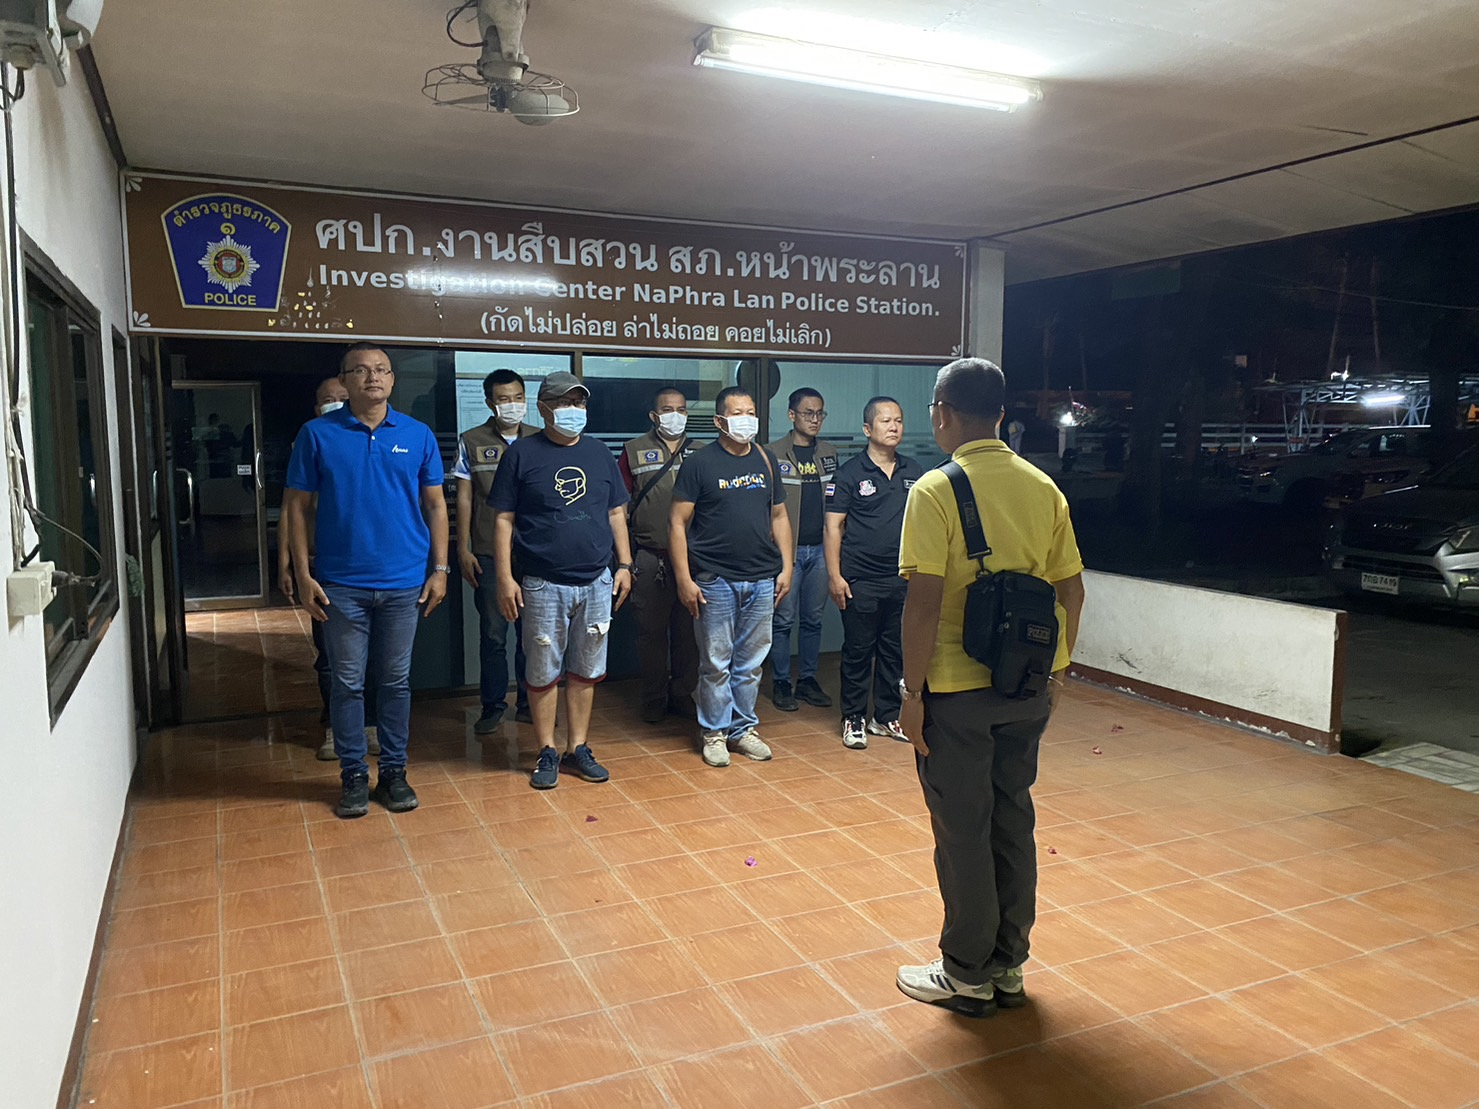 ตำรวจภูธรภาค
๑
POLICE
ศปก.งานสืบสวน สภ.หน้าพระลาน
Investigation Center NaPhra Lan Police Station.
(กัดไม่ปล่อย ล่าไม่ถอย คอยไม่เลิก)
POLICE